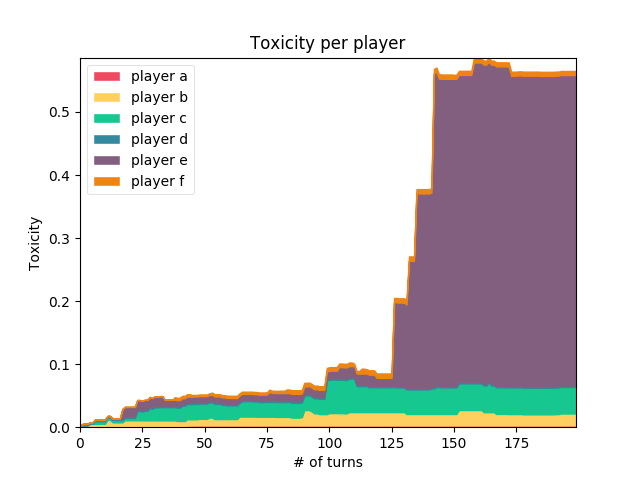 Toxicity per player
player a
player b
player c
player d
player e
player f
Toxicity
0.5
0.4
0.3
0.2
0.1
0.0
0 25 50 75 100 125 150 175
# of turns